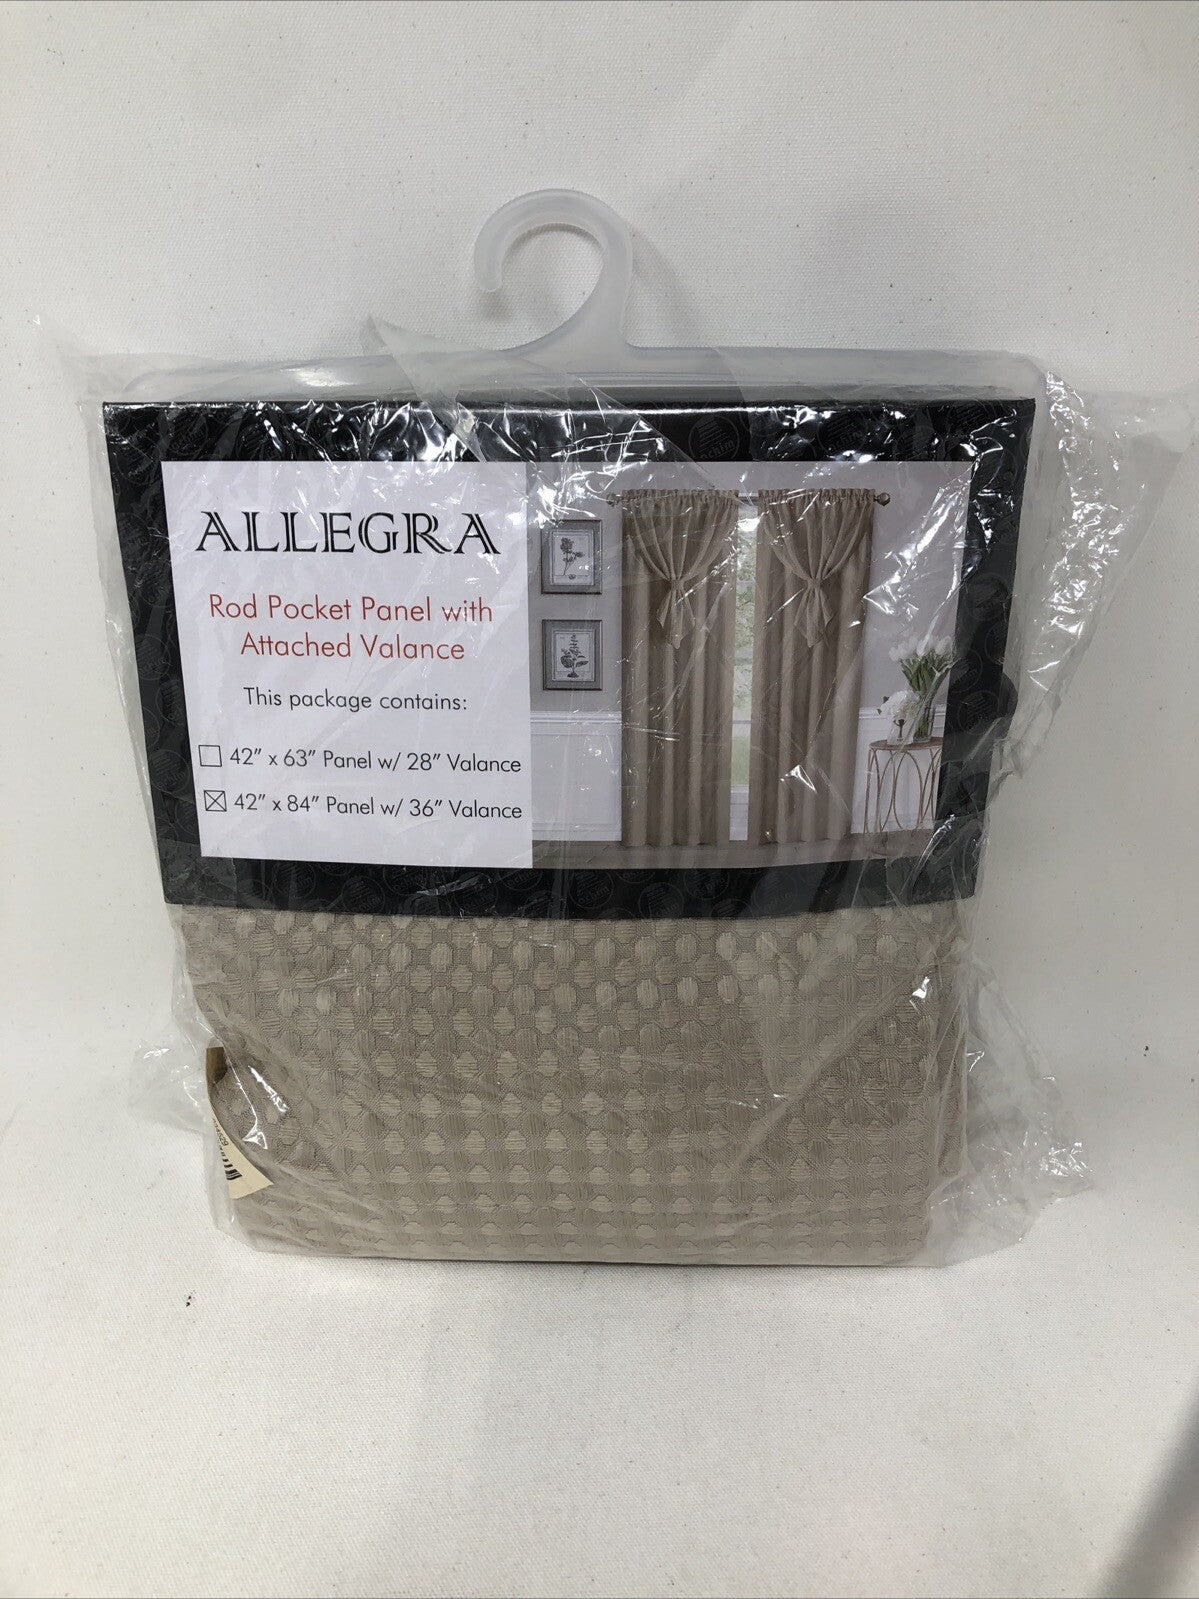 achim
ALLEGRA
Rod Pocket Panel with
Attached Valance
This package contains:
42" x 63" Panel w/ 28" Valance
42" x 84" Panel w/ 36" Valance